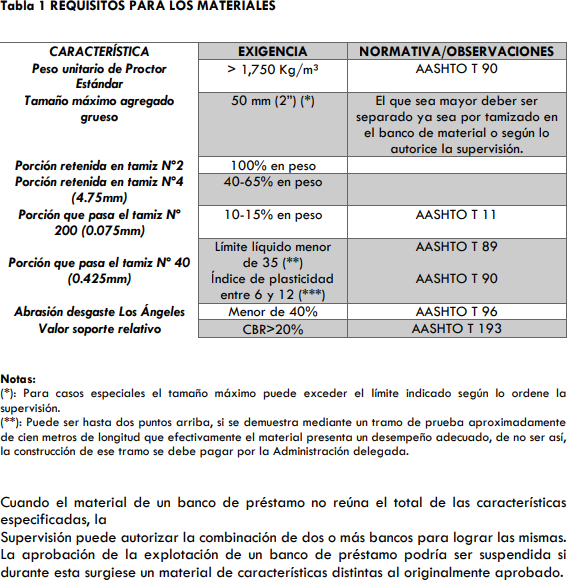 Tabla 1 REQUISITOS PARA LOS MATERIALES
CARACTERÍSTICA EXIGENCIA NORMATIVA/OBSERVACIONES
Peso unitario de Proctor Estándar > 1,750 Kg/m³ AASHTO T 90
Tamaño máximo agregado grueso 50 mm (2") (*) El que sea mayor deber ser separado ya sea por tamizado en el banco de material o según lo autorice la supervisión.
Porción retenida en tamiz Nº2 100% en peso
Porción retenida en tamiz Nº4 (4.75mm) 40-65% en peso
Porción que pasa el tamiz Nº 200 (0.075mm) 10-15% en peso AASHTO T 11
Porción que pasa el tamiz Nº 40 (0.425mm) Límite líquido menor de 35 (**) AASHTO T 89
Índice de plasticidad entre 6 y 12 (***) AASHTO T 90
Abrasión desgaste Los Ángeles Menor de 40% AASHTO T 96
Valor soporte relativo CBR>20% AASHTO T 193
Notas:
(*): Para casos especiales el tamaño máximo puede exceder el límite indicado según lo ordene la
supervisión.
(**): Puede ser hasta dos puntos arriba, si se demuestra mediante un tramo de prueba aproximadamente
de cien metros de longitud que efectivamente el material presenta un desempeño adecuado, de no ser así,
la construcción de ese tramo se debe pagar por la Administración delegada.
Cuando el material de un banco de préstamo no reúna el total de las características
especificadas, la
Supervisión puede autorizar la combinación de dos o más bancos para lograr las mismas.
La aprobación de la explotación de un banco de préstamo podría ser suspendida si
durante esta surgiese un material de características distintas al originalmente aprobado.